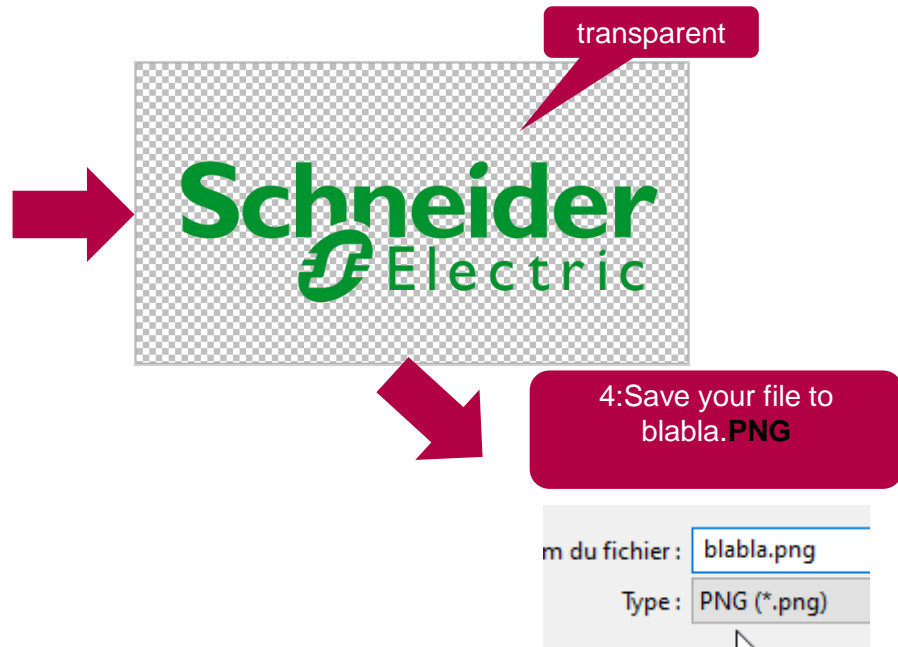 transparent
Schneider
Electric
4:Save your file to
blabla.PNG
m du fichier : blabla.png
Type : PNG (*.png)